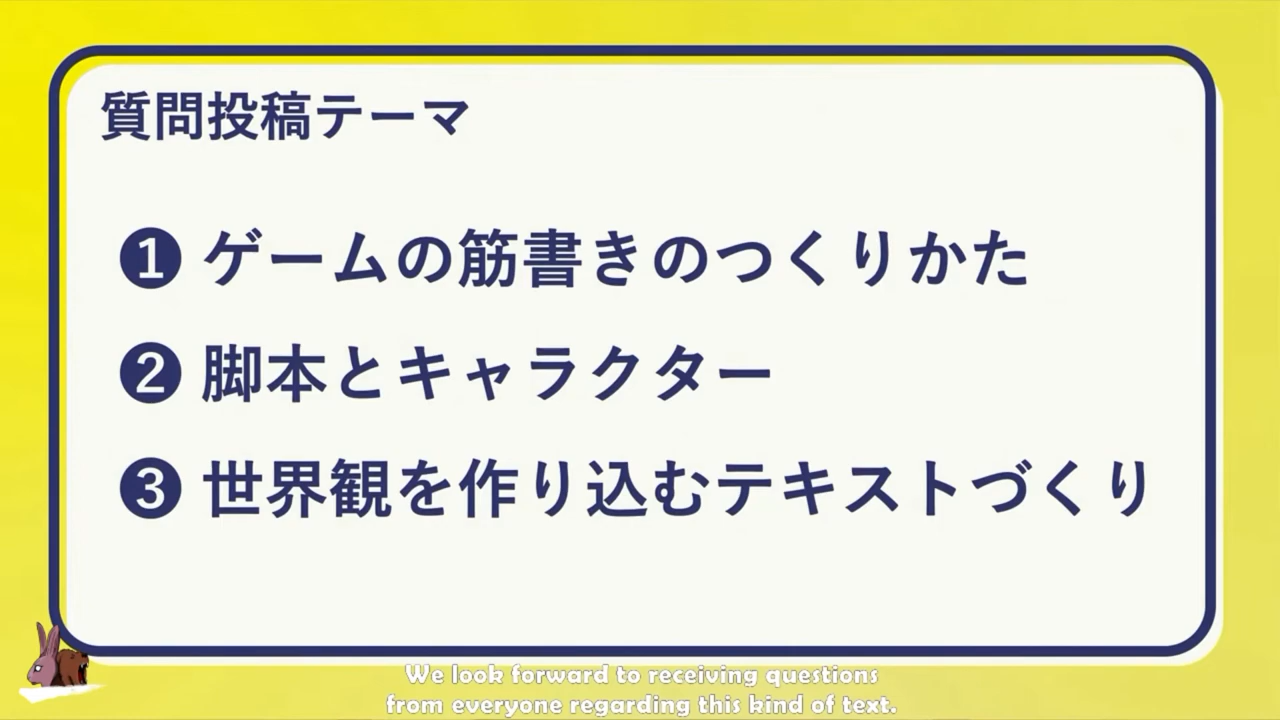 質問投稿テーマ
❶ ゲームの筋書きのつくりかた
❷ 脚本とキャラクター
❸ 世界観を作り込むテキストづくり
We look forward to receiving questions
from everyone regarding this kind of text.